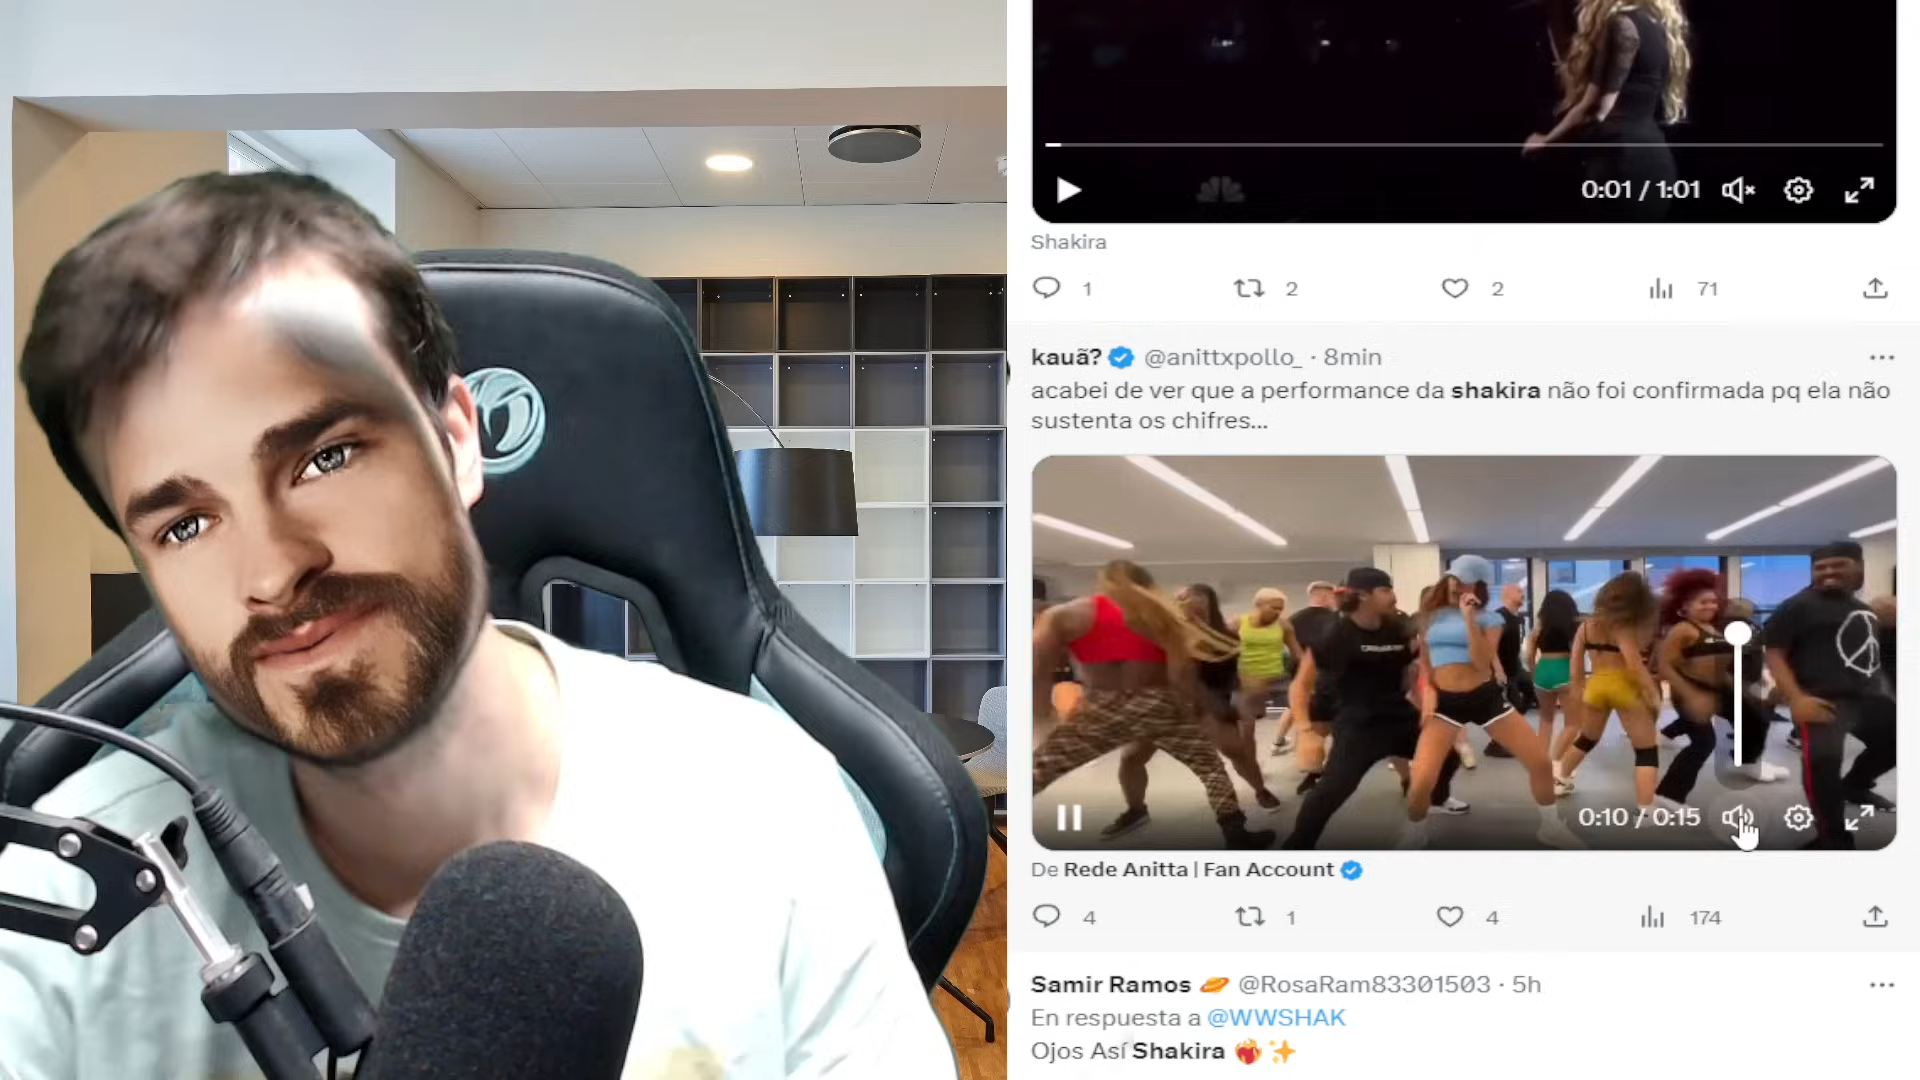 0:01 / 1:01
Shakira
1
2
2
71
kauã? @anittxpollo_ · 8min
acabei de ver que a performance da shakira não foi confirmada pq ela não
sustenta os chifres...
0:10 / 0:15
De Rede Anitta | Fan Account
4
1
4
174
Samir Ramos @RosaRam83301503 · 5h
En respuesta a @WWSHAK
Ojos Así Shakira ❤️‍🔥 ✨